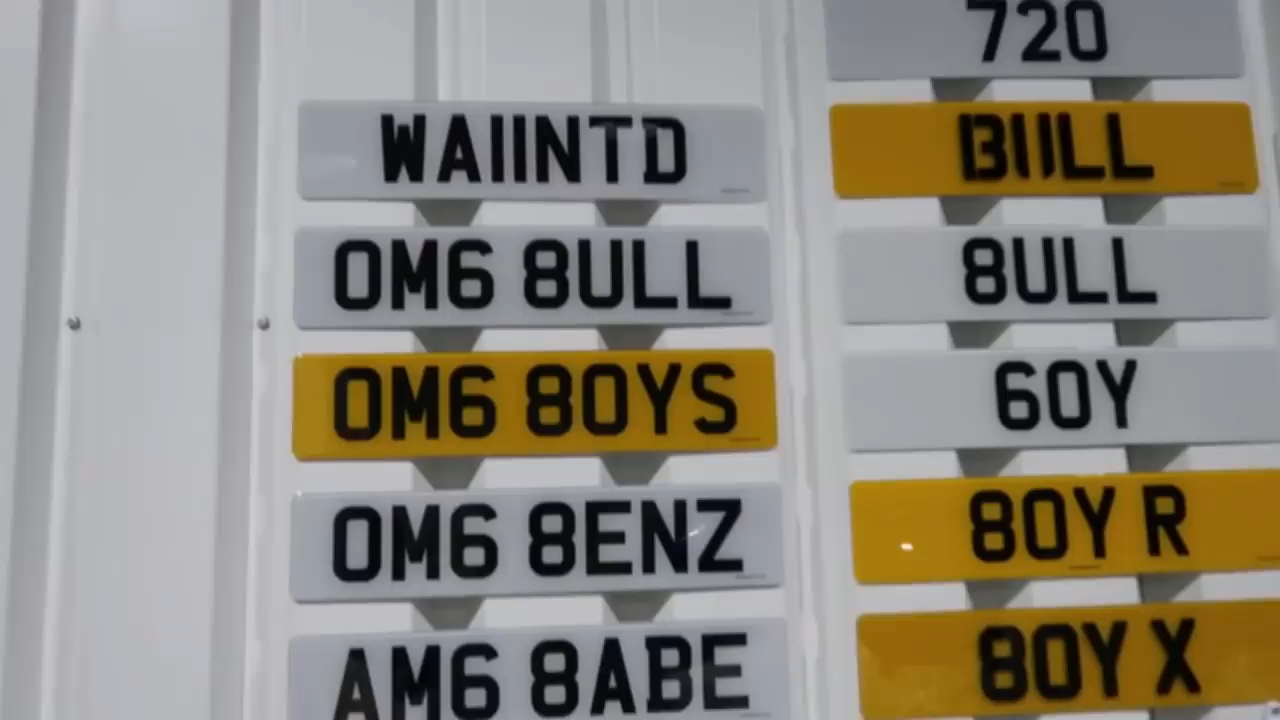 WA11NTD
OM6 8ULL
OM6 8OYS
OM6 8ENZ
AM6 8ABE
720
B11LL
8ULL
6OY
8OY R
8OY X